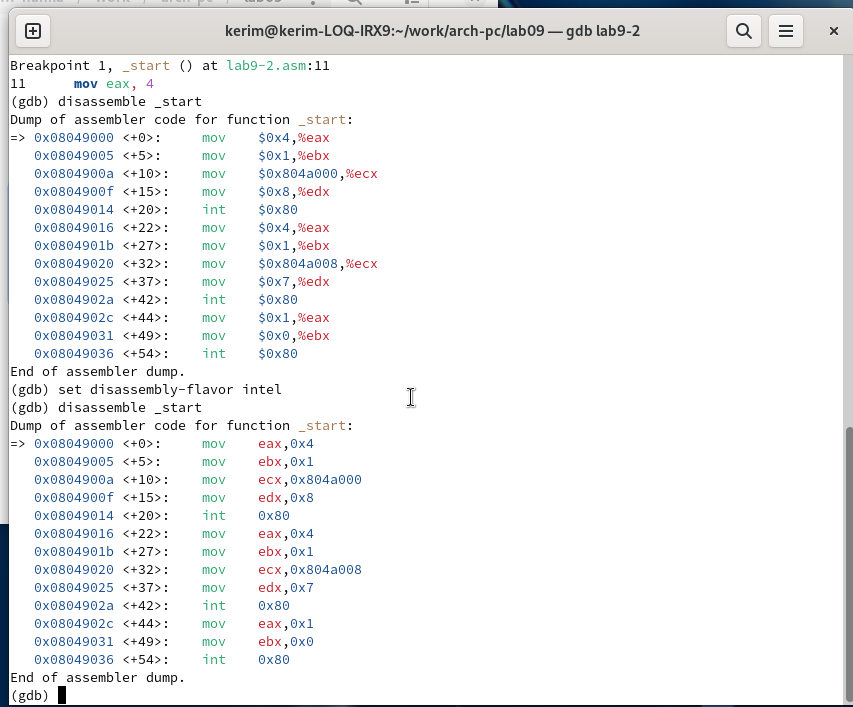 kerim@kerim-LOQ-IRX9:~/work/arch-pc/lab09 — gdb lab9-2
Breakpoint 1, _start () at lab9-2.asm:11
11      mov eax, 4
(gdb) disassemble _start
Dump of assembler code for function _start:
=> 0x08049000 <+0>:     mov    $0x4,%eax
   0x08049005 <+5>:     mov    $0x1,%ebx
   0x0804900a <+10>:    mov    $0x804a000,%ecx
   0x0804900f <+15>:    mov    $0x8,%edx
   0x08049014 <+20>:    int    $0x80
   0x08049016 <+22>:    mov    $0x4,%eax
   0x0804901b <+27>:    mov    $0x1,%ebx
   0x08049020 <+32>:    mov    $0x804a008,%ecx
   0x08049025 <+37>:    mov    $0x7,%edx
   0x0804902a <+42>:    int    $0x80
   0x0804902c <+44>:    mov    $0x1,%eax
   0x08049031 <+49>:    mov    $0x0,%ebx
   0x08049036 <+54>:    int    $0x80
End of assembler dump.
(gdb) set disassembly-flavor intel
(gdb) disassemble _start
Dump of assembler code for function _start:
=> 0x08049000 <+0>:     mov    eax,0x4
   0x08049005 <+5>:     mov    ebx,0x1
   0x0804900a <+10>:    mov    ecx,0x804a000
   0x0804900f <+15>:    mov    edx,0x8
   0x08049014 <+20>:    int    0x80
   0x08049016 <+22>:    mov    eax,0x4
   0x0804901b <+27>:    mov    ebx,0x1
   0x08049020 <+32>:    mov    ecx,0x804a008
   0x08049025 <+37>:    mov    edx,0x7
   0x0804902a <+42>:    int    0x80
   0x0804902c <+44>:    mov    eax,0x1
   0x08049031 <+49>:    mov    ebx,0x0
   0x08049036 <+54>:    int    0x80
End of assembler dump.
(gdb)